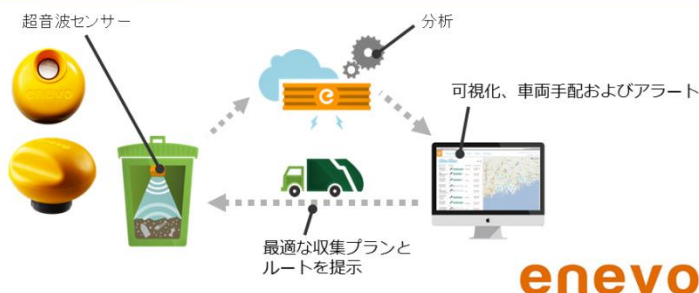 超音波センサー
分析
enevo
e
可視化、車両手配およびアラート
最適な収集プランと
ルートを提示
enevo